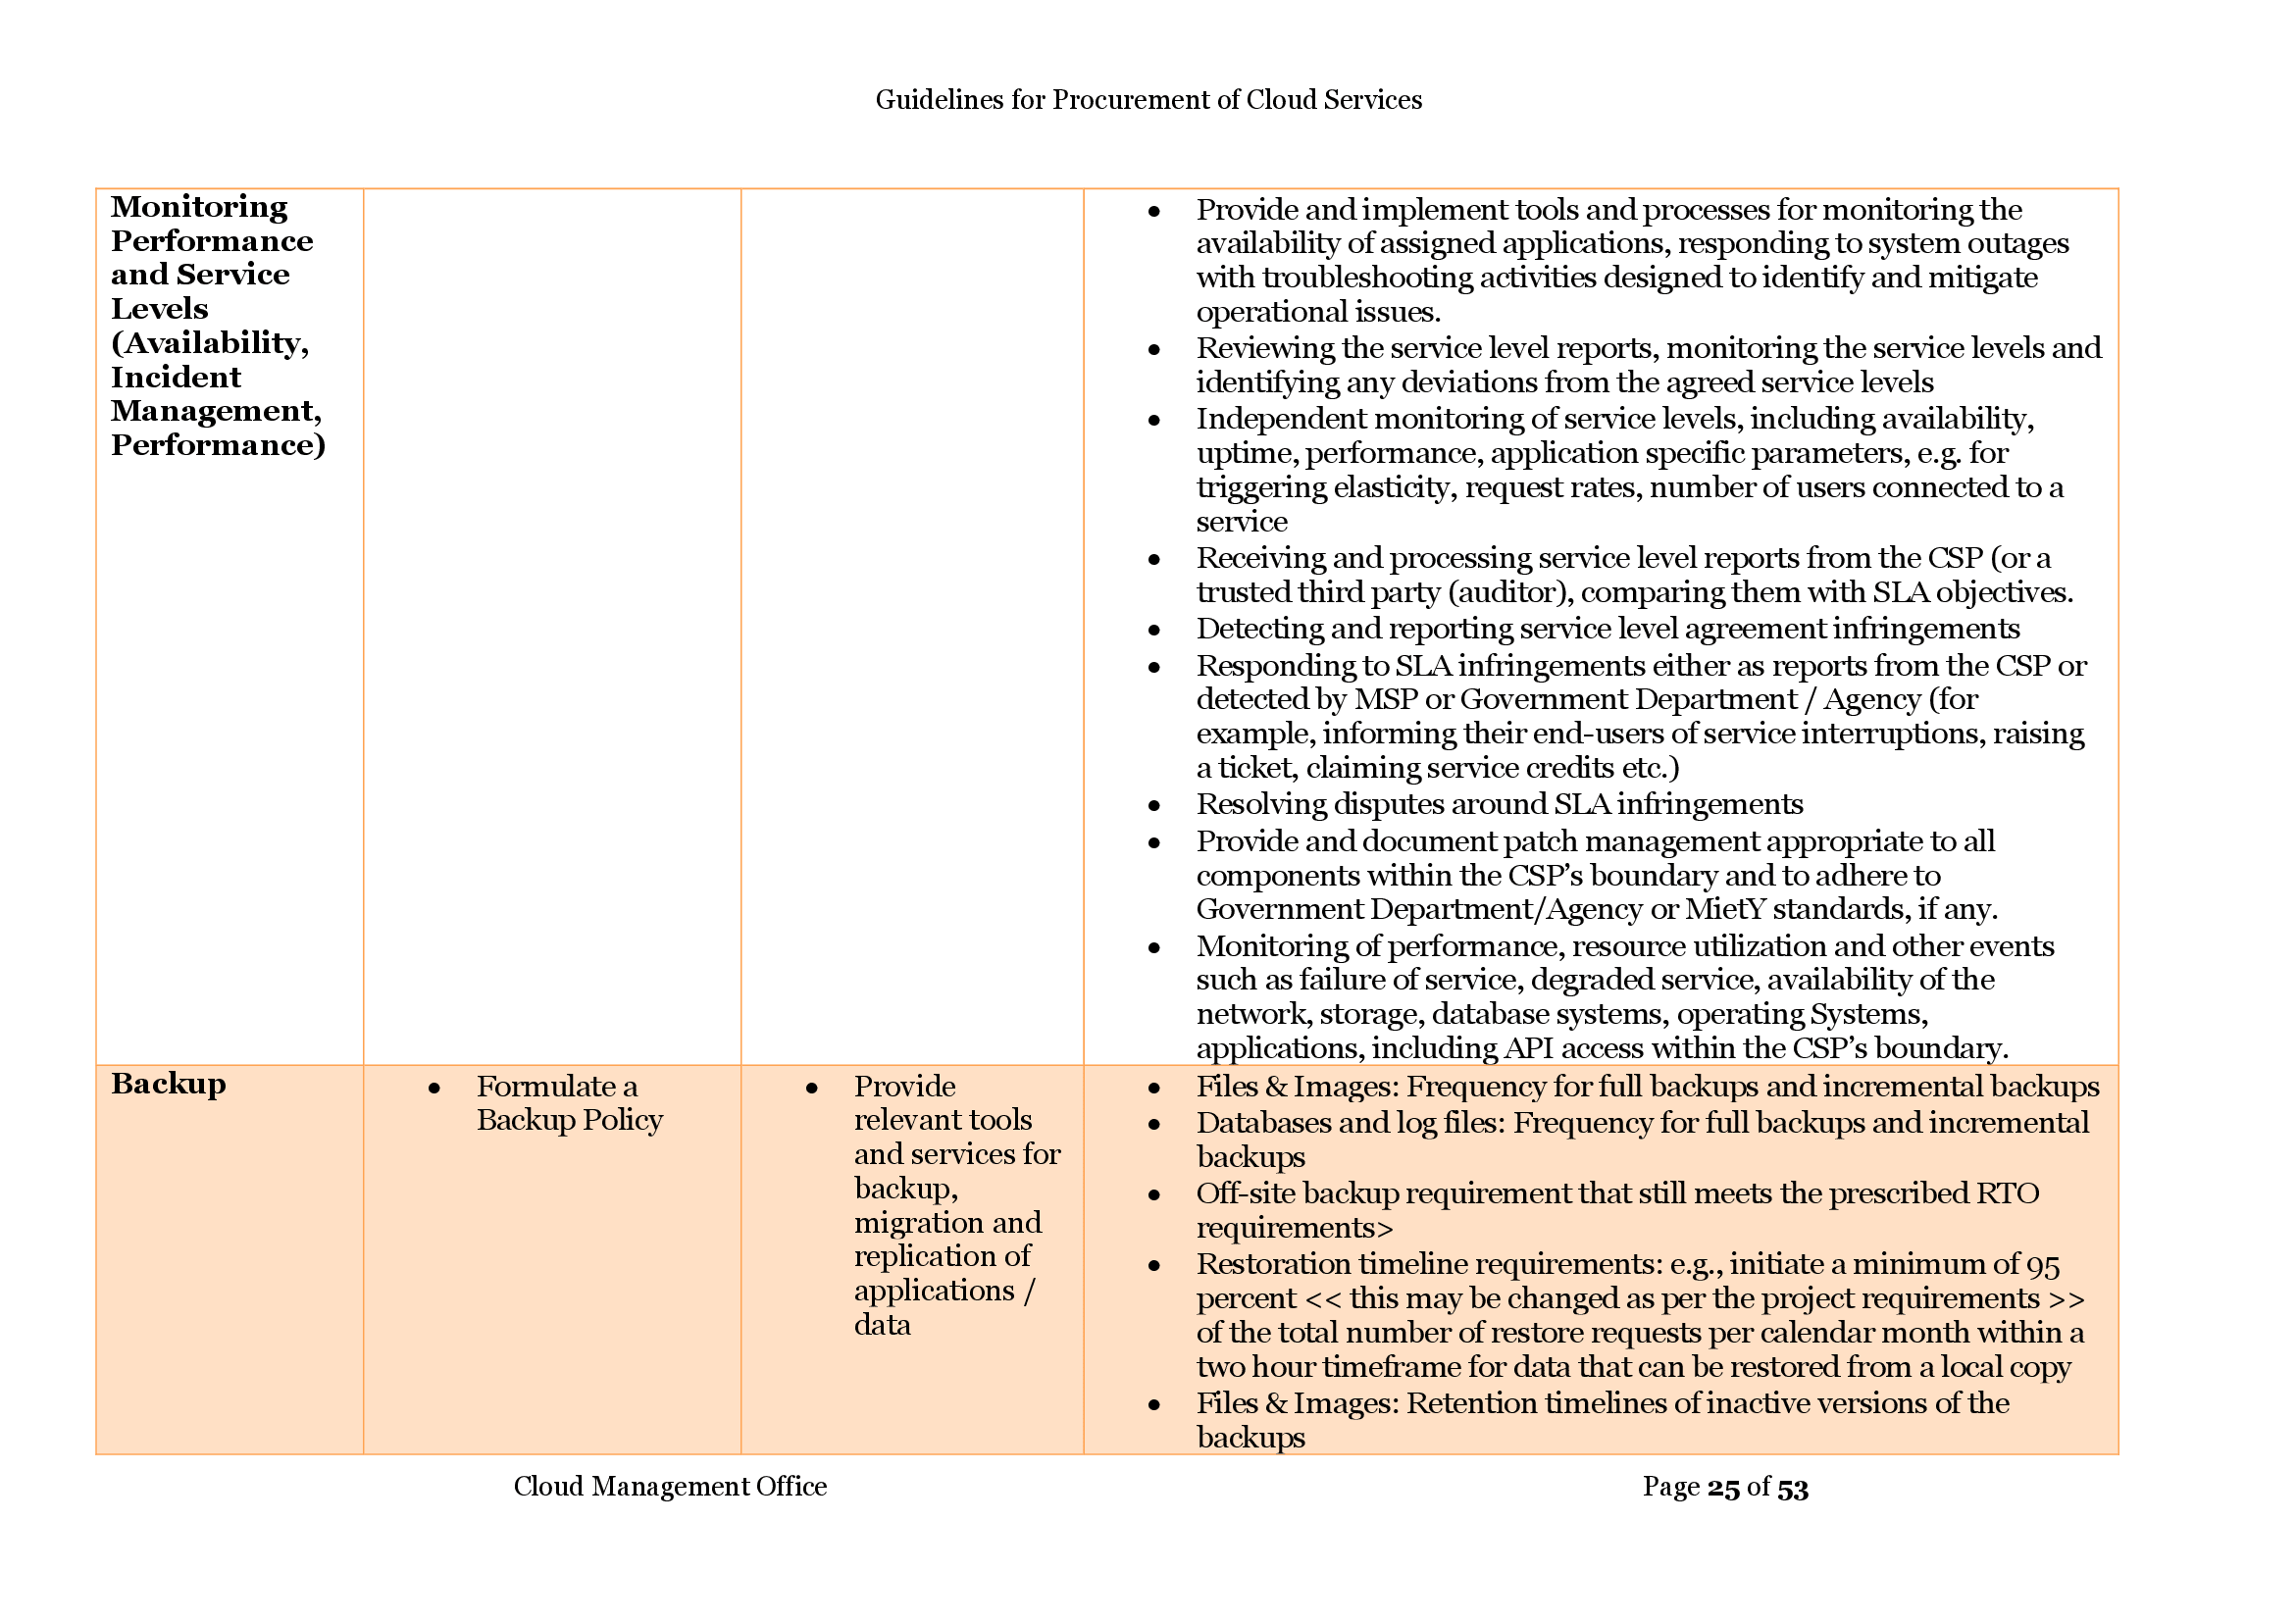 Guidelines for Procurement of Cloud Services
Monitoring
Performance
and Service
Levels
(Availability,
Incident
Management,
Performance)
• Provide and implement tools and processes for monitoring the
availability of assigned applications, responding to system outages
with troubleshooting activities designed to identify and mitigate
operational issues.
• Reviewing the service level reports, monitoring the service levels and
identifying any deviations from the agreed service levels
• Independent monitoring of service levels, including availability,
uptime, performance, application specific parameters, e.g. for
triggering elasticity, request rates, number of users connected to a
service
• Receiving and processing service level reports from the CSP (or a
trusted third party (auditor), comparing them with SLA objectives.
• Detecting and reporting service level agreement infringements
• Responding to SLA infringements either as reports from the CSP or
detected by MSP or Government Department / Agency (for
example, informing their end-users of service interruptions, raising
a ticket, claiming service credits etc.)
• Resolving disputes around SLA infringements
• Provide and document patch management appropriate to all
components within the CSP’s boundary and to adhere to
Government Department/Agency or MietY standards, if any.
• Monitoring of performance, resource utilization and other events
such as failure of service, degraded service, availability of the
network, storage, database systems, operating Systems,
applications, including API access within the CSP’s boundary.
Backup
• Formulate a
Backup Policy
• Provide
relevant tools
and services for
backup,
migration and
replication of
applications /
data
• Files & Images: Frequency for full backups and incremental backups
• Databases and log files: Frequency for full backups and incremental
backups
• Off-site backup requirement that still meets the prescribed RTO
requirements>
• Restoration timeline requirements: e.g., initiate a minimum of 95
percent << this may be changed as per the project requirements >>
of the total number of restore requests per calendar month within a
two hour timeframe for data that can be restored from a local copy
• Files & Images: Retention timelines of inactive versions of the
backups
Cloud Management Office
Page 25 of 53